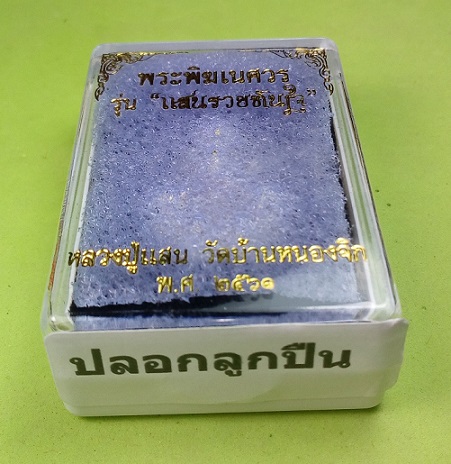 พระพิฆเนศวร
รุ่น "แสนรวยทันใจ"
หลวงปู่แสน วัดบ้านหนองจิก
พ.ศ ๒๕๖๑
ปลอกลูกปืน